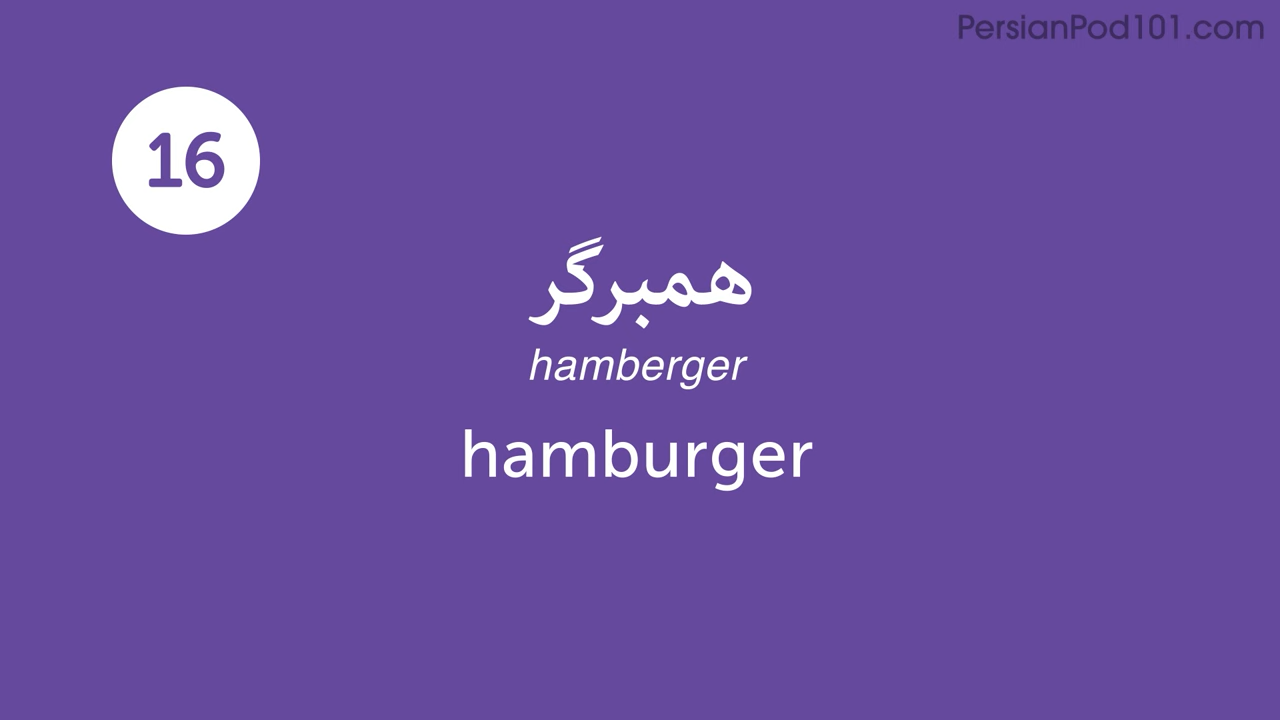 PersianPod101.com
16
همبرگر
hamberger
hamburger